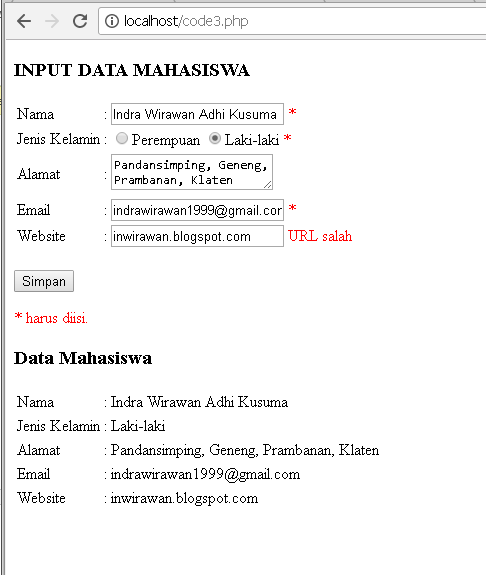 localhost/code3.php
INPUT DATA MAHASISWA
Nama : Indra Wirawan Adhi Kusuma *
Jenis Kelamin : Perempuan Laki-laki *
Alamat : Pandansimping, Geneng,
Prambanan, Klaten
Email : indrawirawan1999@gmail.com *
Website : inwirawan.blogspot.com URL salah
Simpan
* harus diisi.
Data Mahasiswa
Nama : Indra Wirawan Adhi Kusuma
Jenis Kelamin : Laki-laki
Alamat : Pandansimping, Geneng, Prambanan, Klaten
Email : indrawirawan1999@gmail.com
Website : inwirawan.blogspot.com